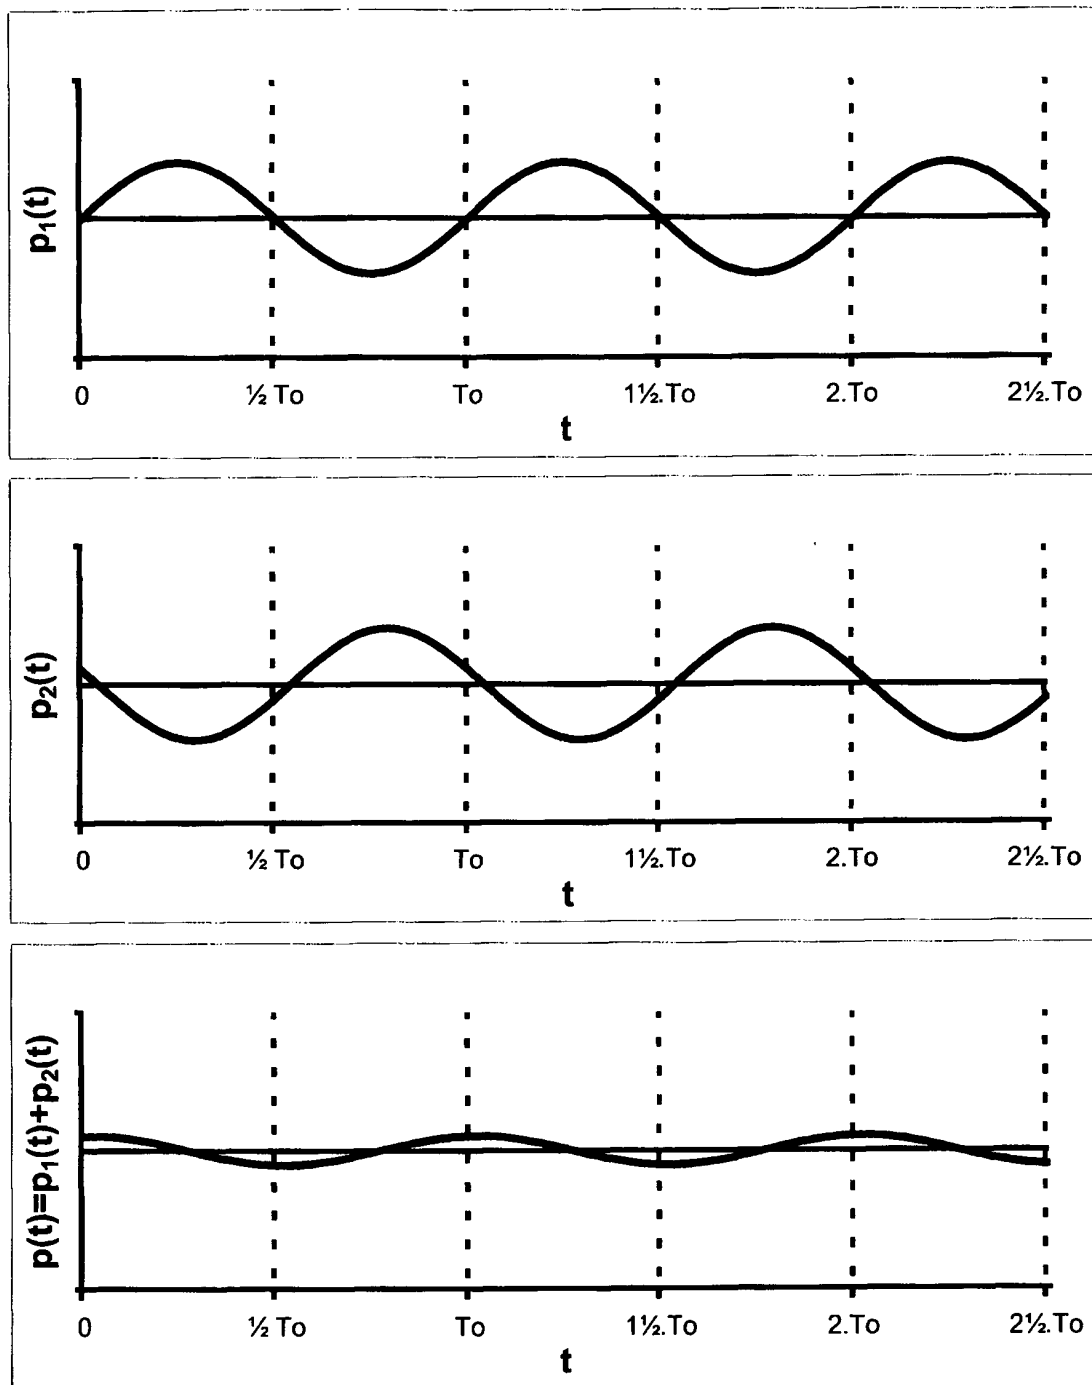 p₁(t)
0 ½ To To 1½.To 2.To 2½.To
t
p₂(t)
0 ½ To To 1½.To 2.To 2½.To
t
p(t)=p₁(t)+p₂(t)
0 ½ To To 1½.To 2.To 2½.To
t